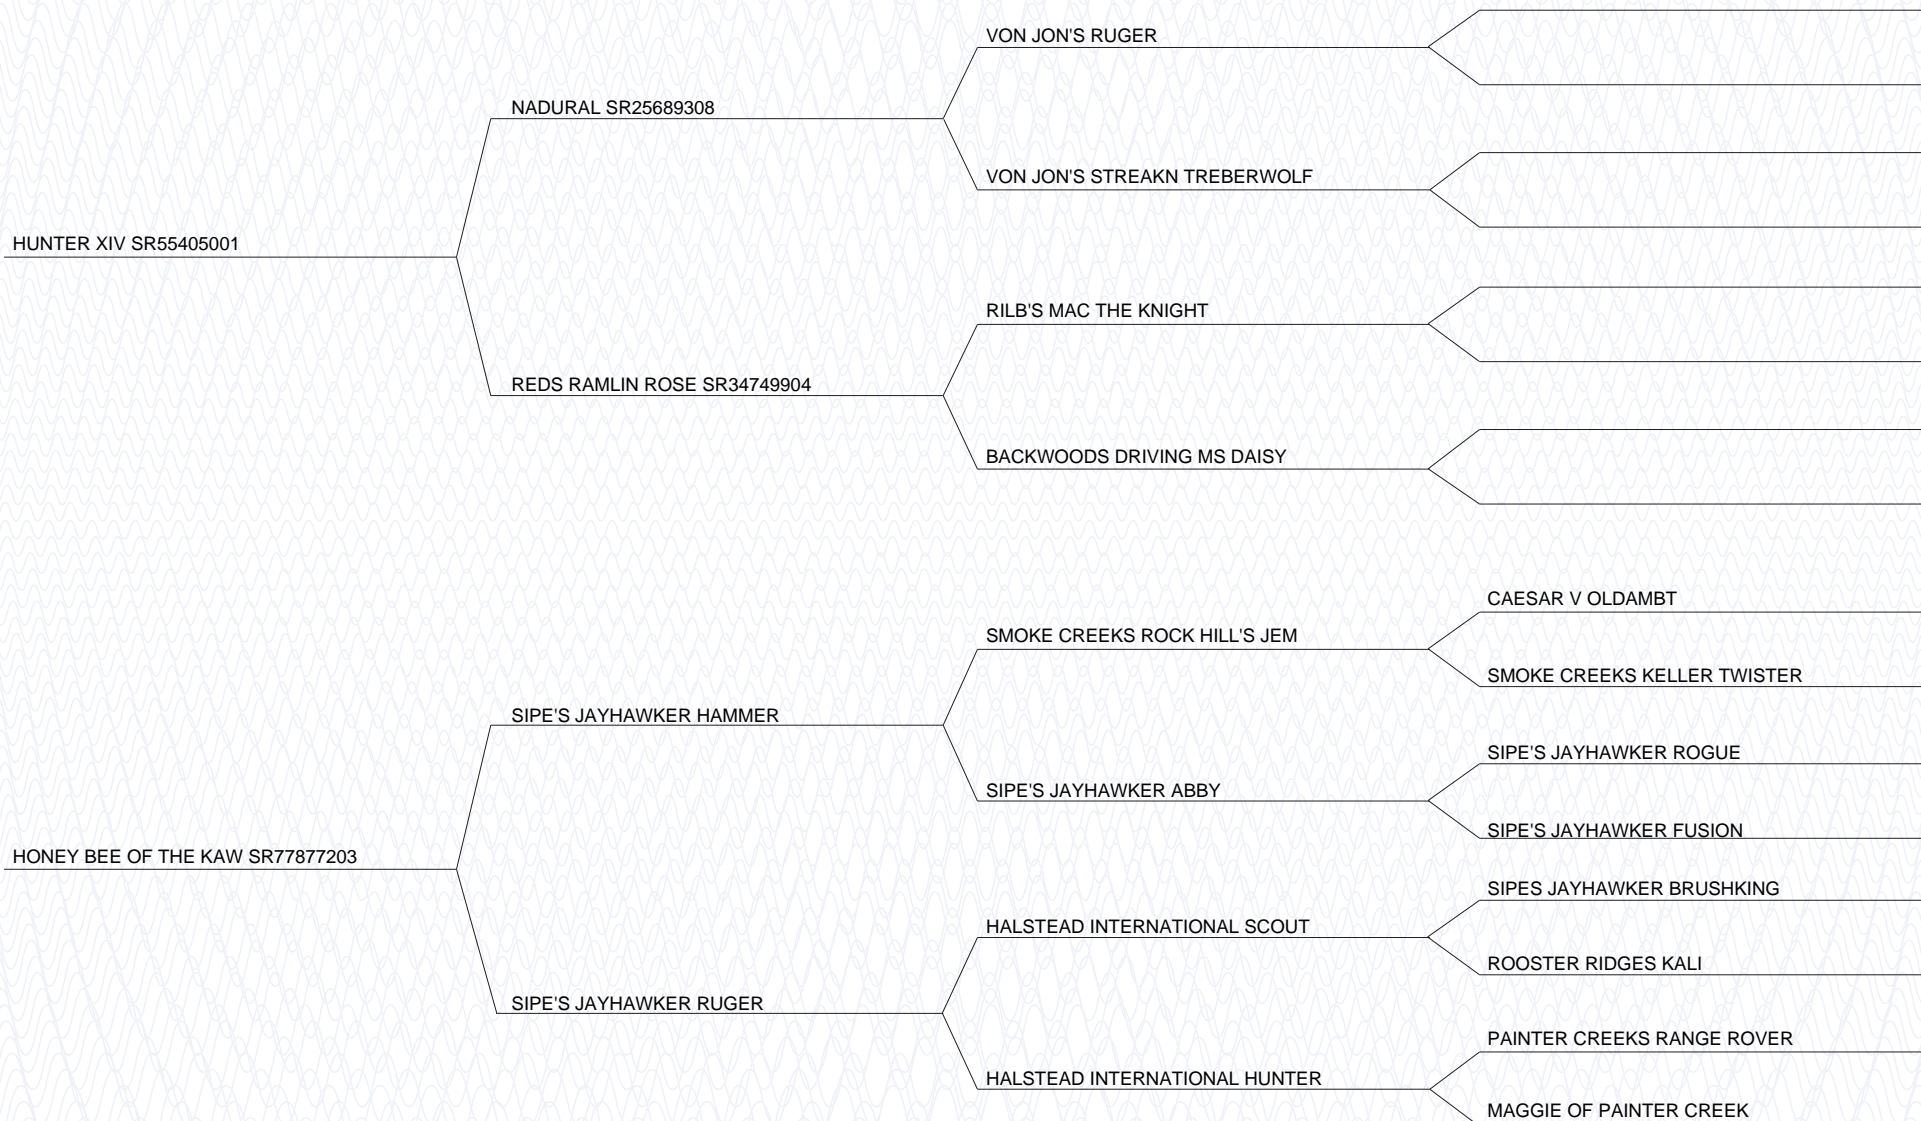 VON JON'S RUGER
NADURAL SR25689308
VON JON'S STREAKN TREBERWOLF
HUNTER XIV SR55405001
RILB'S MAC THE KNIGHT
REDS RAMLIN ROSE SR34749904
BACKWOODS DRIVING MS DAISY
CAESAR V OLDAMBT
SMOKE CREEKS ROCK HILL'S JEM
SMOKE CREEKS KELLER TWISTER
SIPE'S JAYHAWKER HAMMER
SIPE'S JAYHAWKER ROGUE
SIPE'S JAYHAWKER ABBY
SIPE'S JAYHAWKER FUSION
HONEY BEE OF THE KAW SR77877203
SIPES JAYHAWKER BRUSHKING
HALSTEAD INTERNATIONAL SCOUT
ROOSTER RIDGES KALI
SIPE'S JAYHAWKER RUGER
PAINTER CREEKS RANGE ROVER
HALSTEAD INTERNATIONAL HUNTER
MAGGIE OF PAINTER CREEK